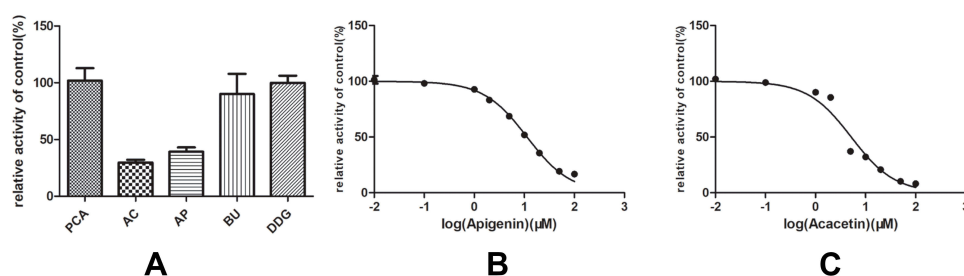 relative activity of control(%)
150
100
50
0
PCA
AC
AP
BU
DDG
A
relative activity of control(%)
150
100
50
0
-2
-1
0
1
2
3
log(Apigenin)(µM)
B
relative activity of control(%)
150
100
50
0
-2
-1
0
1
2
3
log(Acacetin)(µM)
C